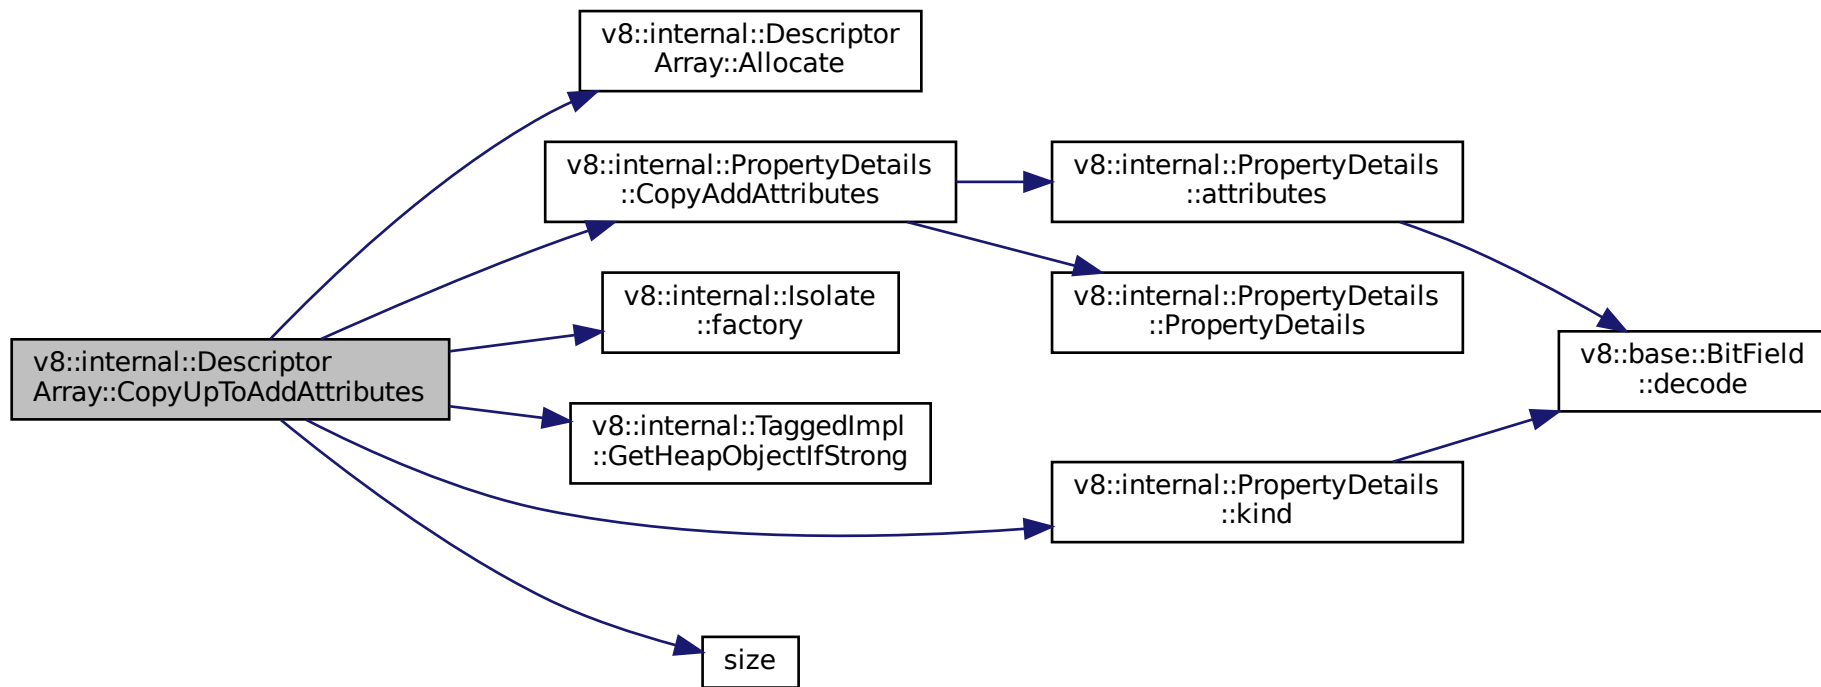 v8::internal::Descriptor
Array::Allocate
v8::internal::PropertyDetails
::CopyAddAttributes
v8::internal::PropertyDetails
::attributes
v8::internal::Isolate
::factory
v8::internal::PropertyDetails
::PropertyDetails
v8::internal::Descriptor
Array::CopyUpToAddAttributes
v8::base::BitField
::decode
v8::internal::TaggedImpl
::GetHeapObjectIfStrong
v8::internal::PropertyDetails
::kind
size